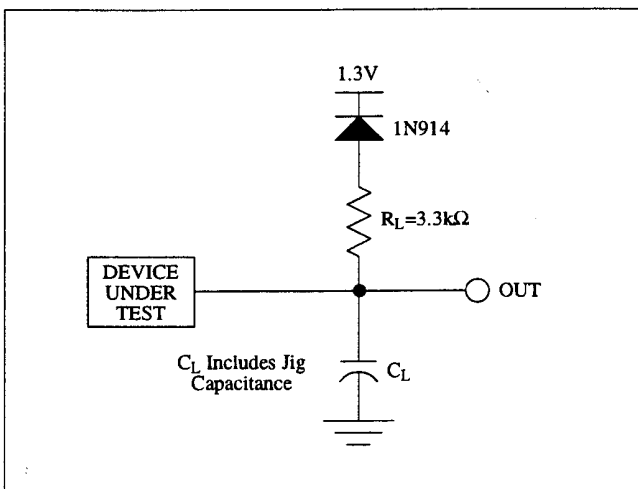 1.3V
1N914
R_L=3.3kΩ
DEVICE
UNDER
TEST
OUT
C_L Includes Jig
Capacitance
C_L